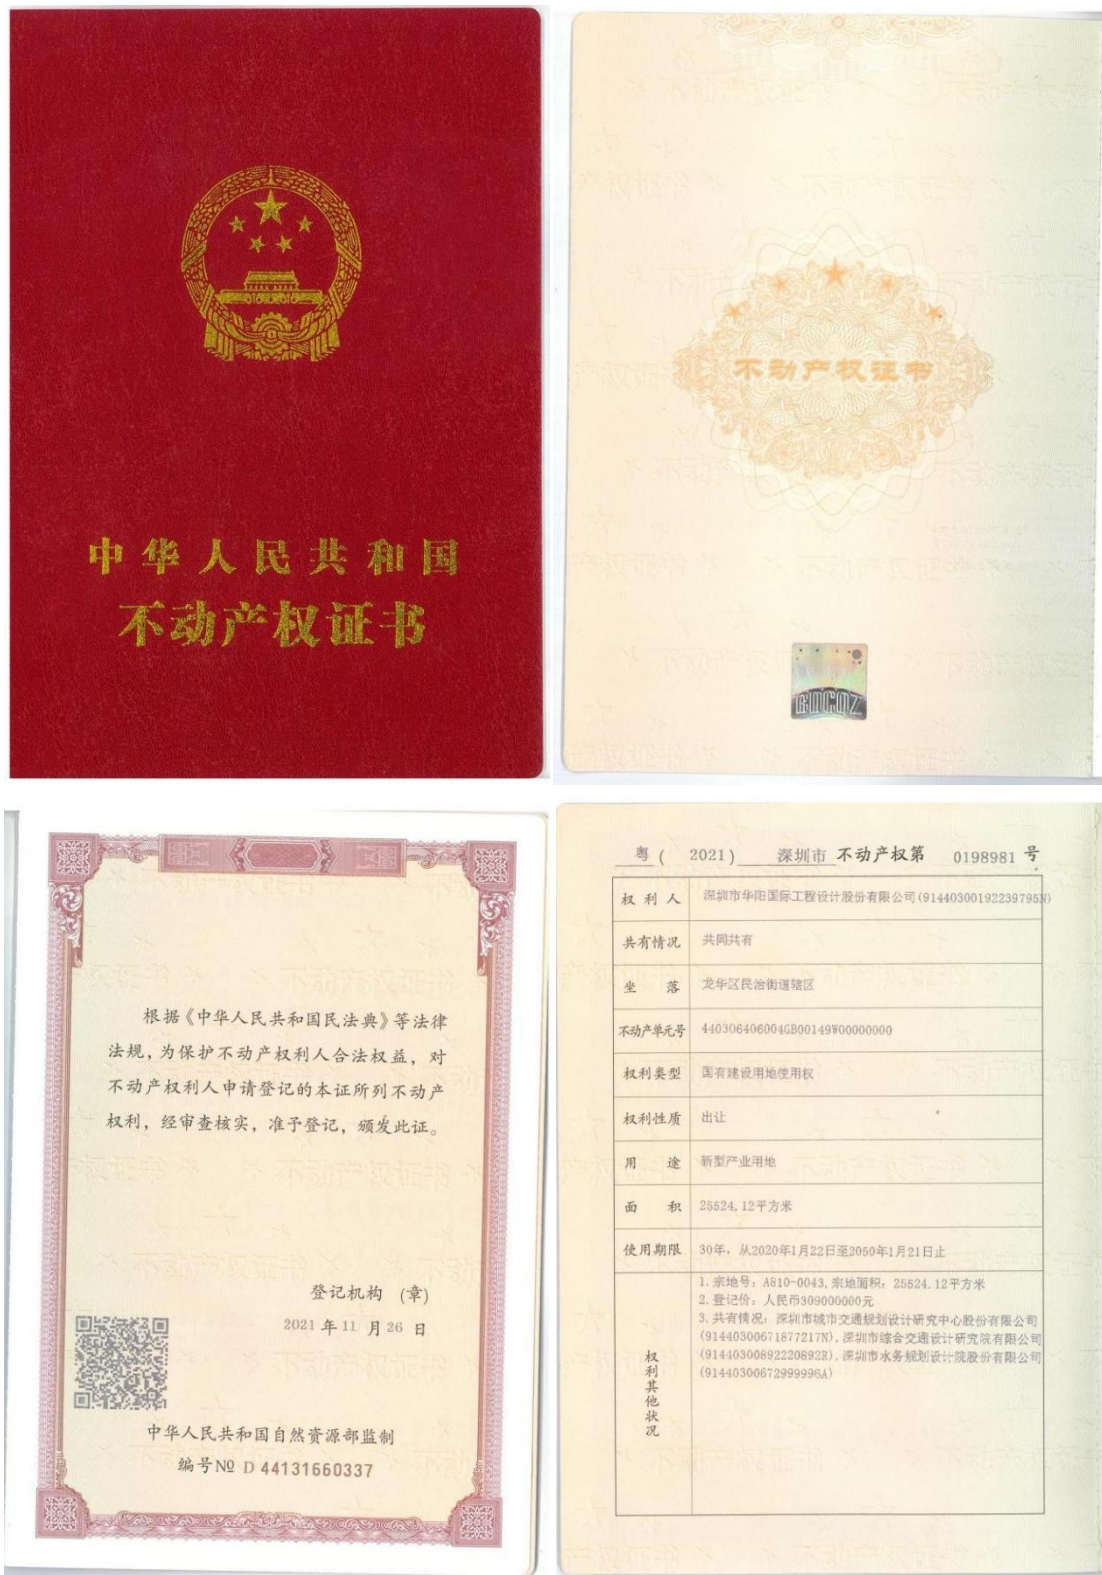 中华人民共和国
不动产权证书
不动产权证书
根据《中华人民共和国民法典》等法律
法规，为保护不动产权利人合法权益，对
不动产权利人申请登记的本证所列不动产
权利，经审查核实，准予登记，颁发此证。
登记机构 (章)
2021 年 11 月 26 日
中华人民共和国自然资源部监制
编号№ D 44131660337
粤 ( 2021 ) 深圳市 不动产权第 0198981 号
权利人 深圳市华阳国际工程设计股份有限公司(91440300192239795N)
共有情况 共同共有
坐落 龙华区民治街道辖区
不动产单元号 440306406004GB00149W00000000
权利类型 国有建设用地使用权
权利性质 出让
用途 新型产业用地
面积 25524.12平方米
使用期限 30年，从2020年1月22日至2050年1月21日止
权利其他状况
1.宗地号：A810-0043,宗地面积：25524.12平方米
2.登记价：人民币309000000元
3.共有情况：深圳市城市交通规划设计研究中心股份有限公司
(91440300671877217N),深圳市综合交通设计研究院有限公司
(91440300892220892R),深圳市水务规划设计院股份有限公司
(91440300672999996A)